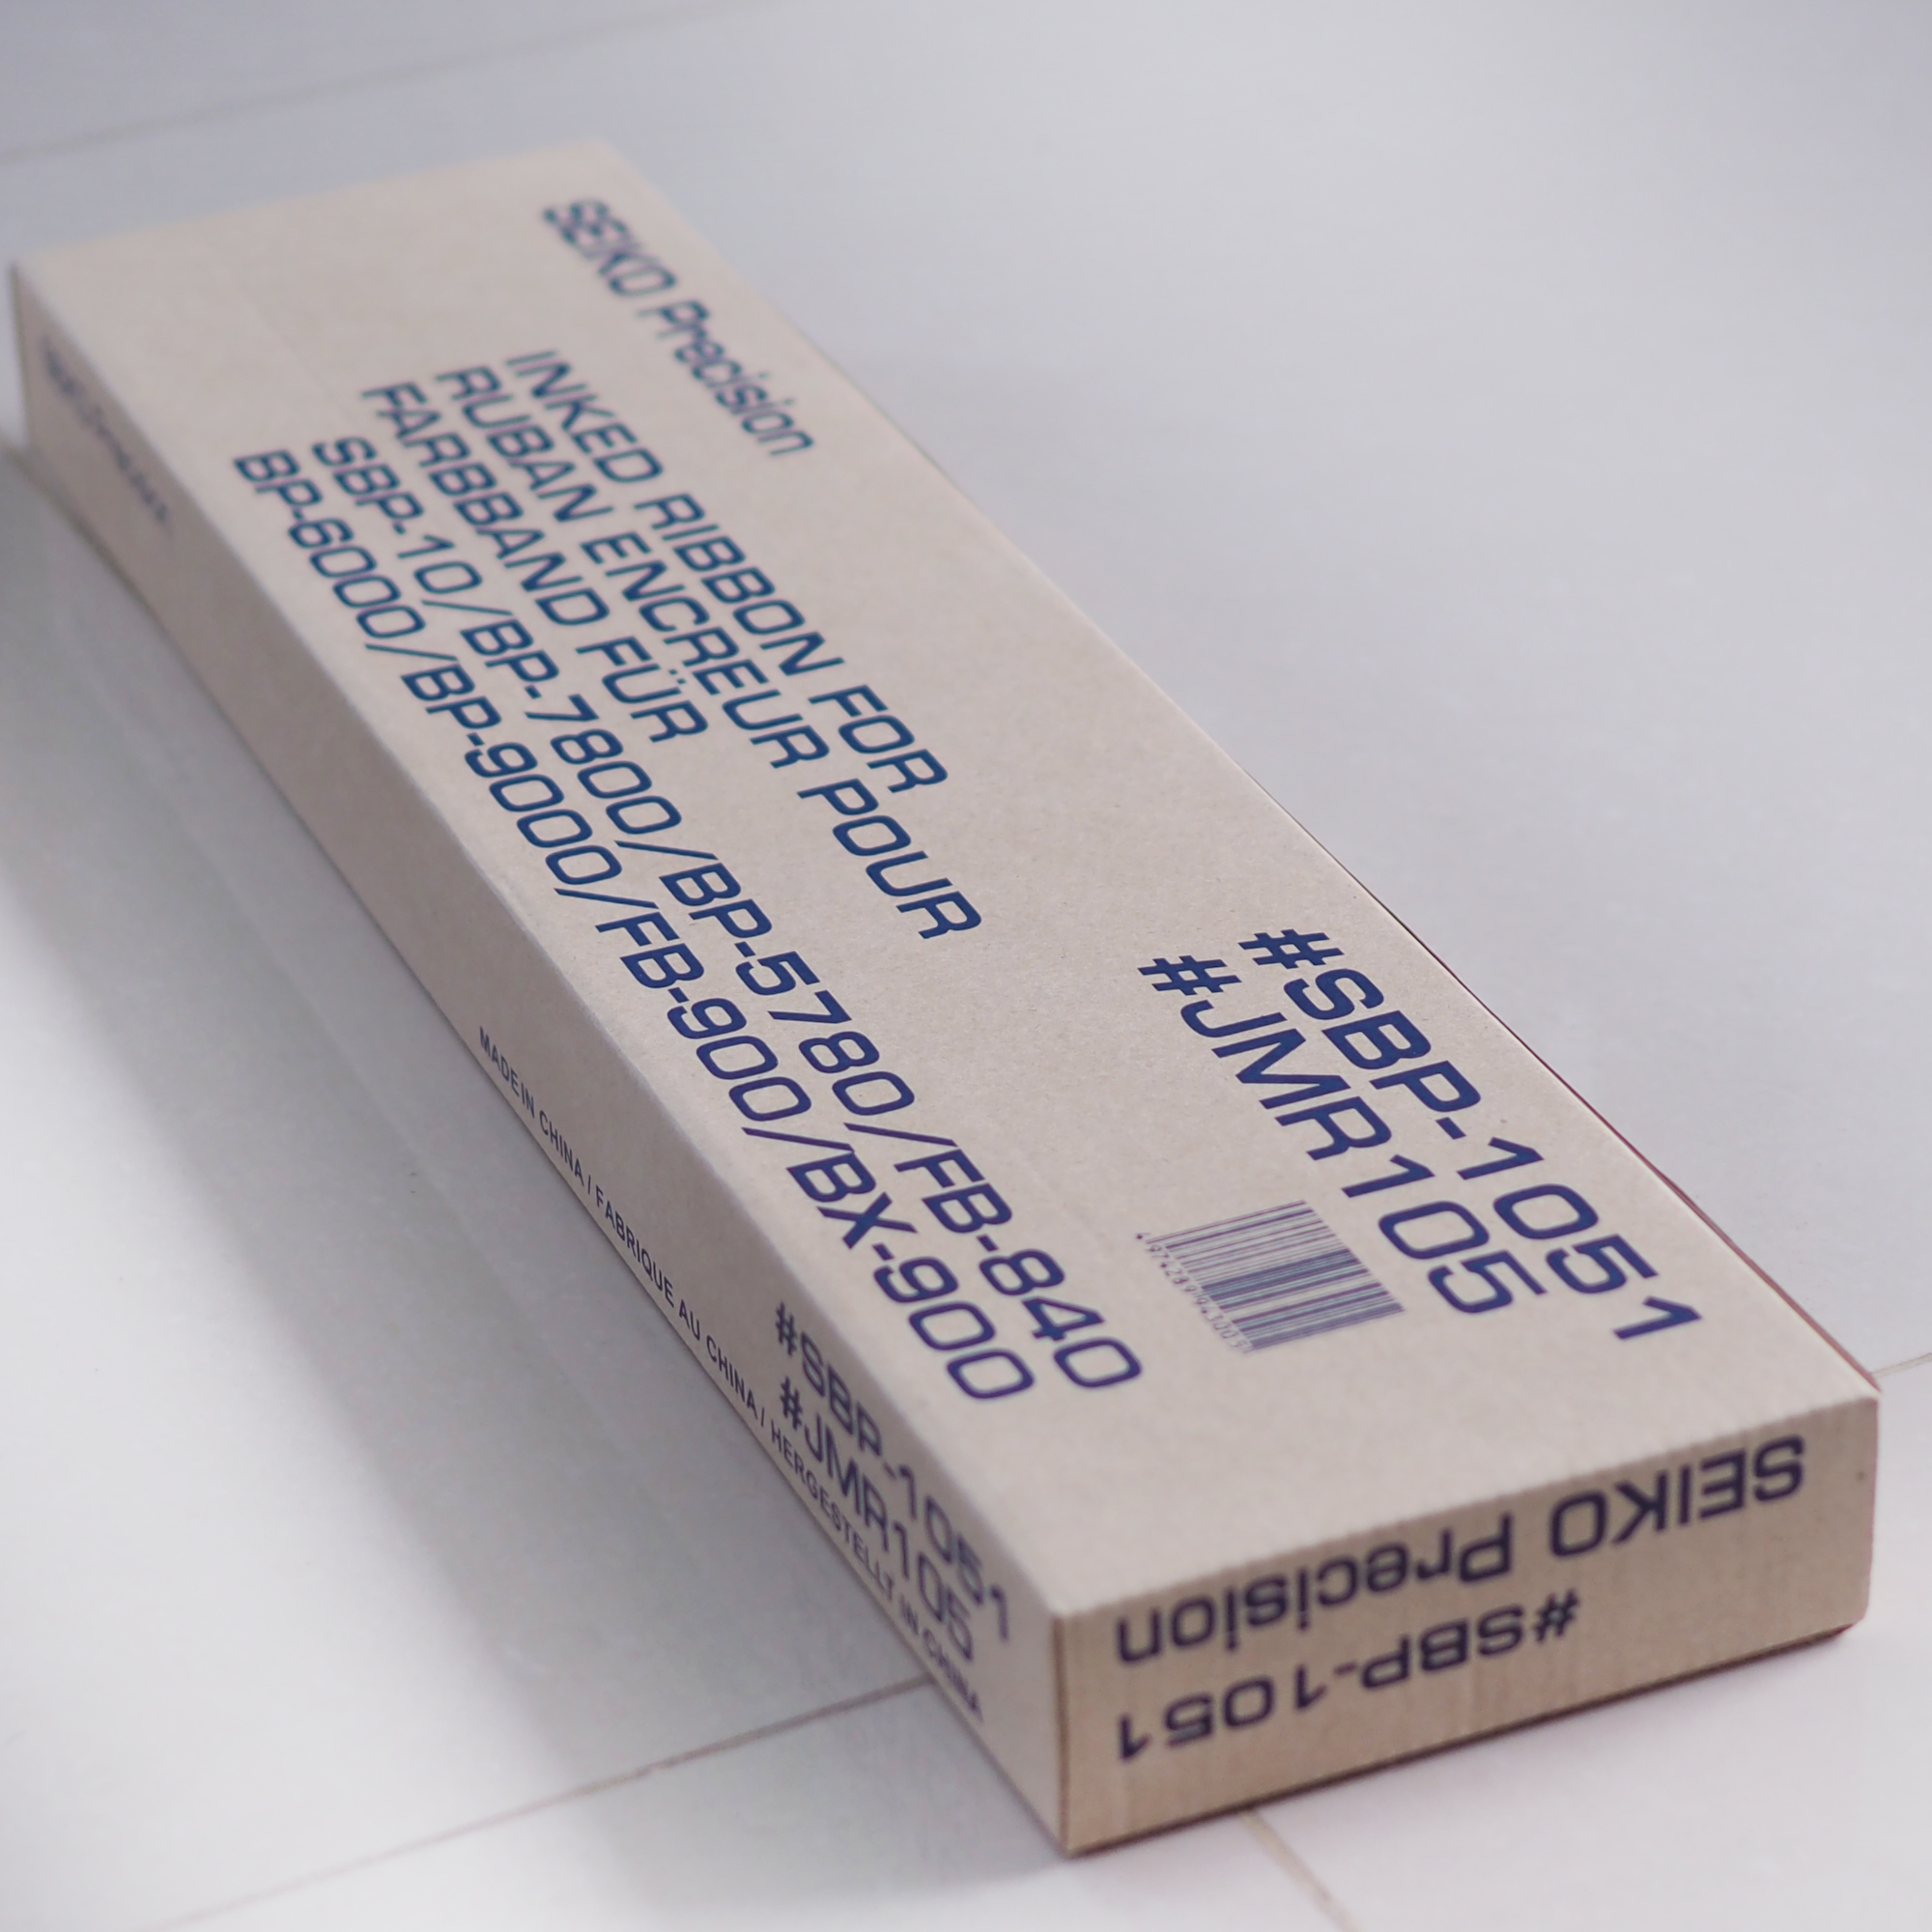 SEIKO Precision
INKED RIBBON FOR
RUBAN ENCREUR POUR
FARBBAND FÜR
SBP-10/BP-7800/BP-5780/FB-840
BP-6000/BP-9000/FB-900/BX-900
#SBP-1051
#JMR105
#SBP-1051
#JMR105
MADE IN CHINA / FABRIQUE AU CHINA / HERGESTELLT IN CHINA
SEIKO Precision
#SBP-1051